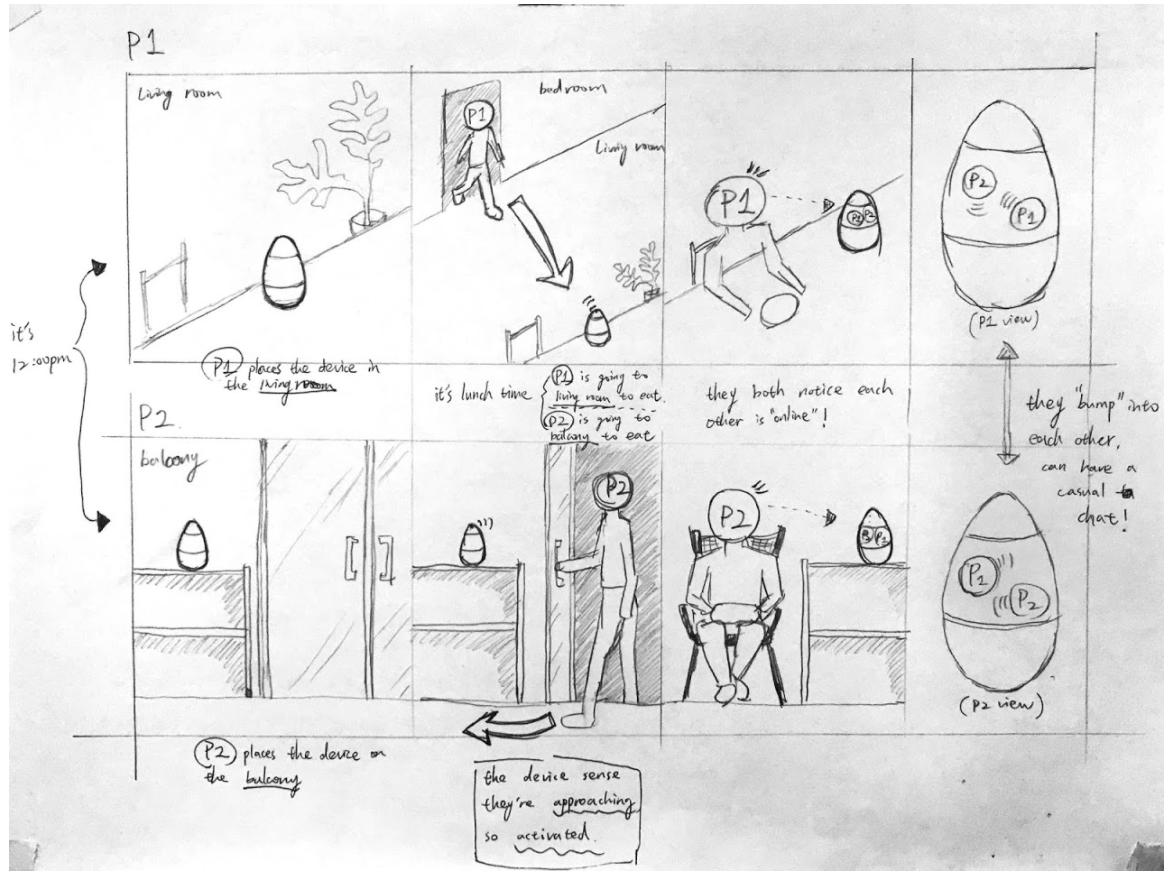 P1
Living room
bedroom
P1
Living room
P1
P1 P2
P2
P1
(P1 view)
it's
12:00pm
P1 places the device in
the living room
it's lunch time
P1 is going to
living room to eat.
P2 is going to
balcony to eat
they both notice each
other is "online"!
they "bump" into
each other,
can have a
casual
chat!
P2.
balcony
P2
P2
P1
P1
P2
(P2 view)
P2 places the device on
the balcony
the device sense
they're approaching
so activated.